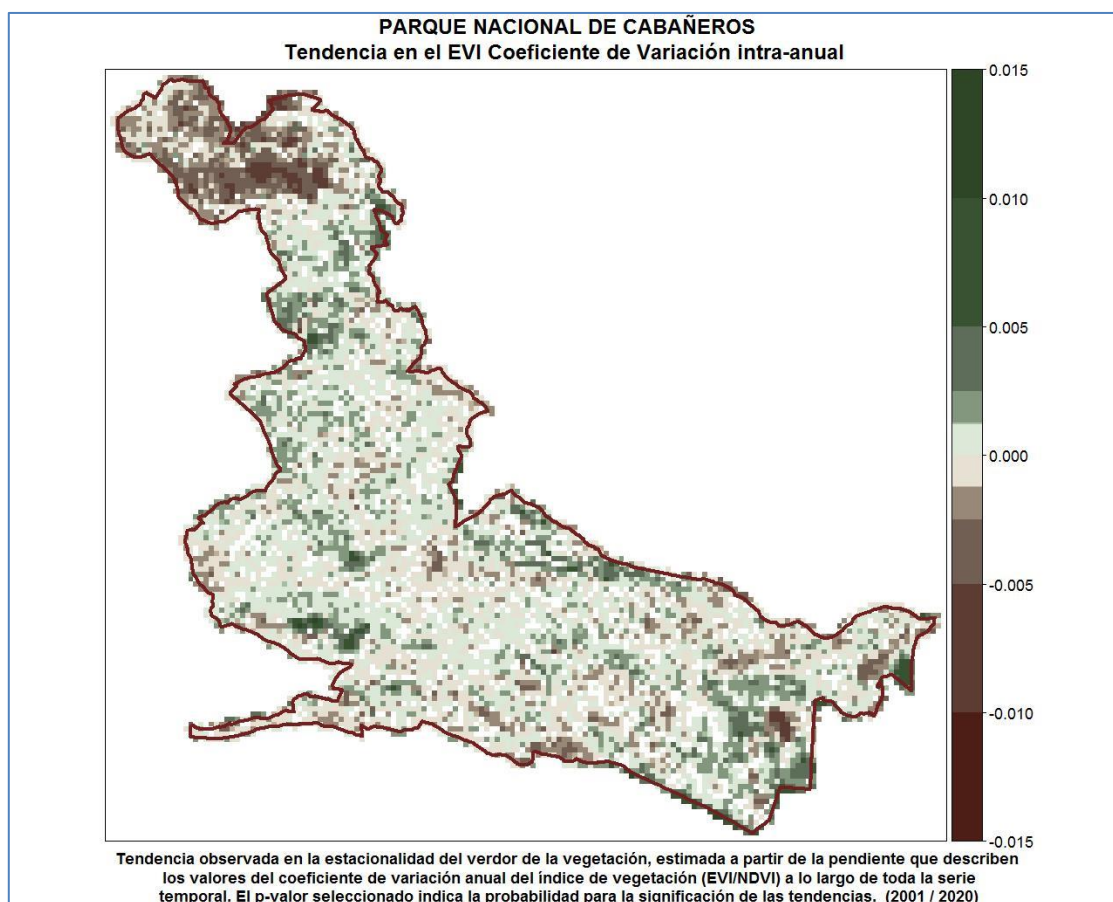 PARQUE NACIONAL DE CABAÑEROS
Tendencia en el EVI Coeficiente de Variación intra-anual
0.015
0.010
0.005
0.000
-0.005
-0.010
-0.015
Tendencia observada en la estacionalidad del verdor de la vegetación, estimada a partir de la pendiente que describen
los valores del coeficiente de variación anual del índice de vegetación (EVI/NDVI) a lo largo de toda la serie
temporal. El p-valor seleccionado indica la probabilidad para la significación de las tendencias. (2001 / 2020)